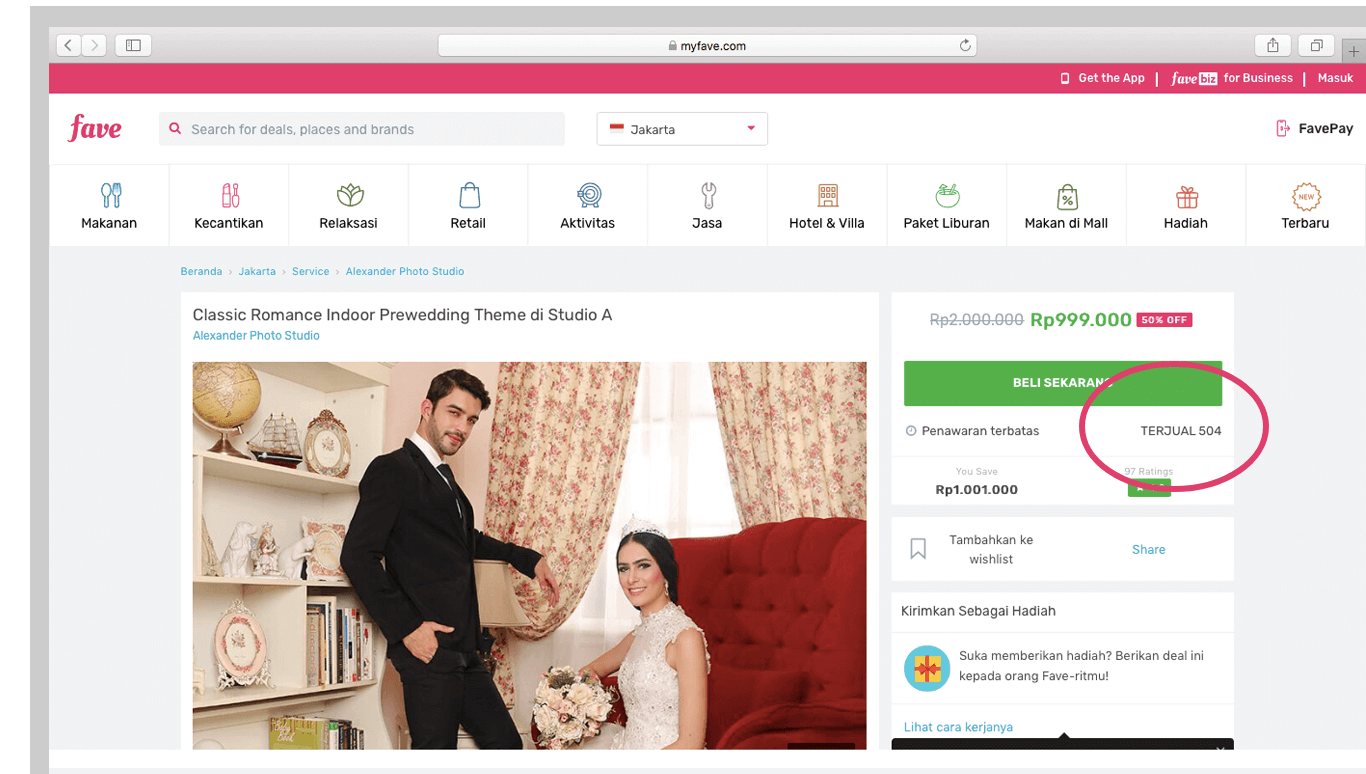 myfave.com
Get the App | fave biz for Business | Masuk
fave
Search for deals, places and brands
Jakarta
FavePay
Makanan
Kecantikan
Relaksasi
Retail
Aktivitas
Jasa
Hotel & Villa
Paket Liburan
Makan di Mall
Hadiah
NEW
Terbaru
Beranda › Jakarta › Service › Alexander Photo Studio
Classic Romance Indoor Prewedding Theme di Studio A
Alexander Photo Studio
Rp2.000.000 Rp999.000 50% OFF
BELI SEKARANG
Penawaran terbatas
TERJUAL 504
You Save
Rp1.001.000
97 Ratings
Tambahkan ke
wishlist
Share
Kirimkan Sebagai Hadiah
Suka memberikan hadiah? Berikan deal ini
kepada orang Fave-ritmu!
Lihat cara kerjanya